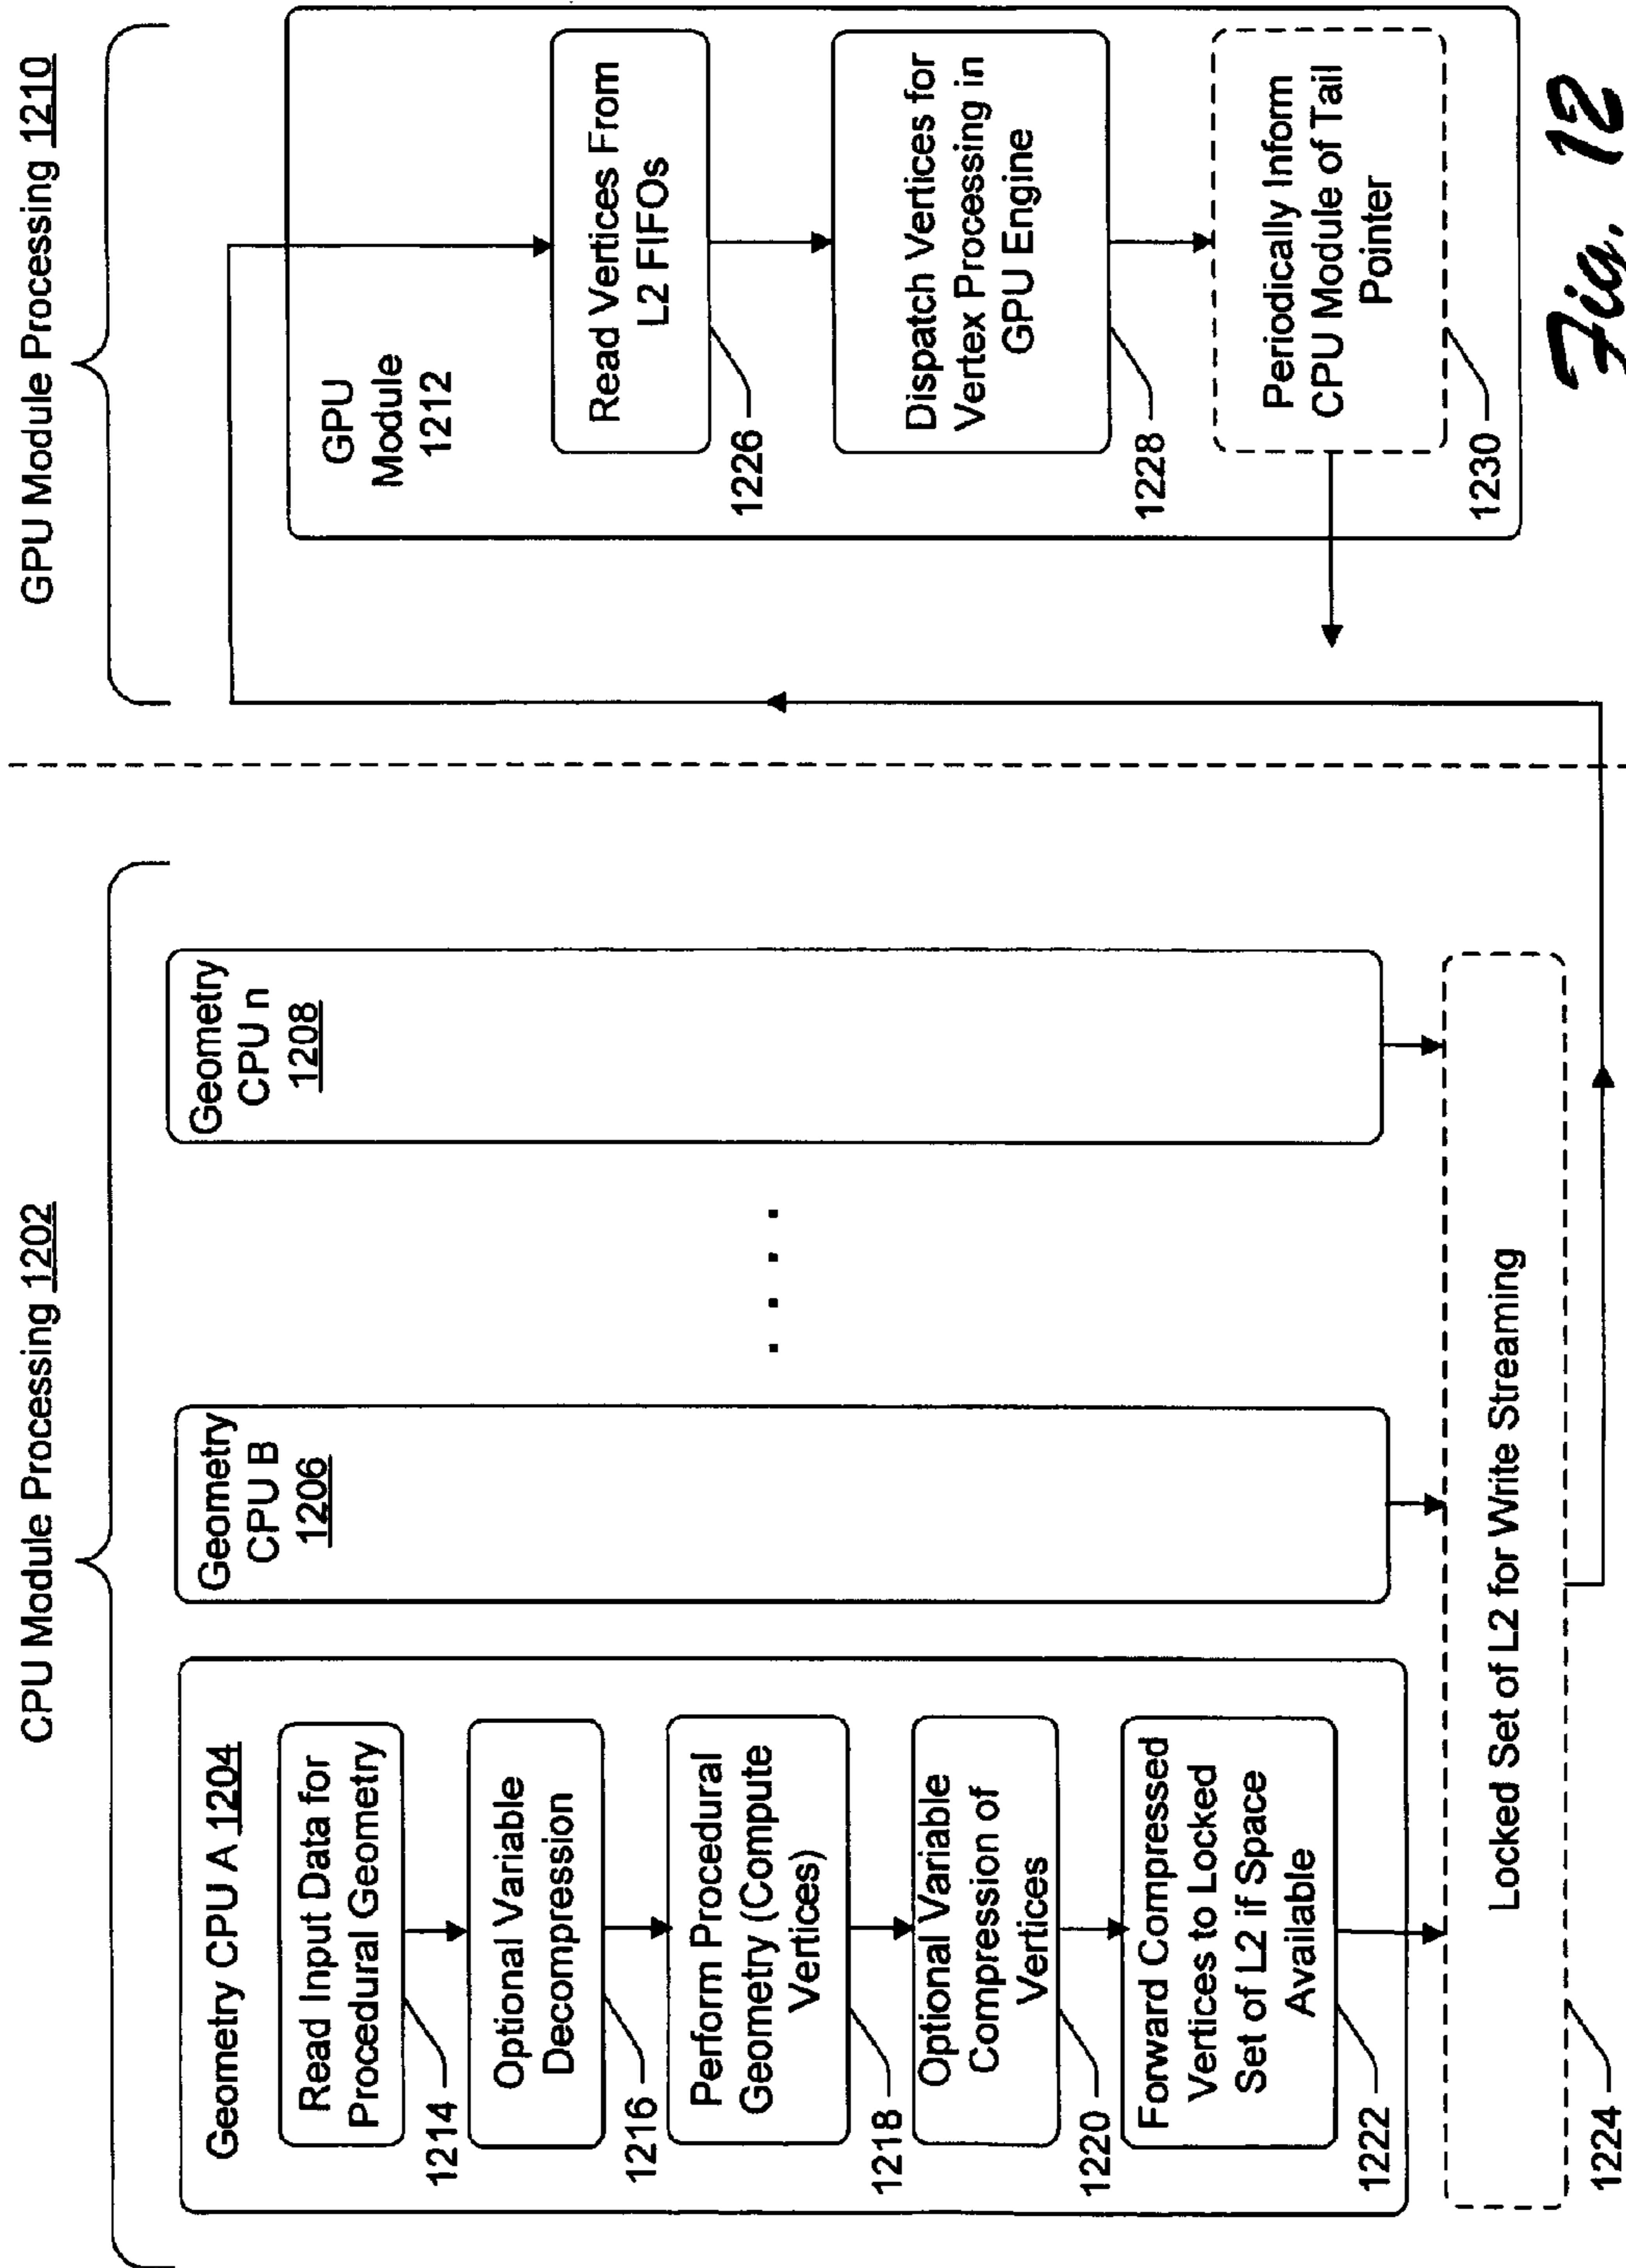 CPU Module Processing 1202
Geometry CPU A 1204
Read Input Data for
Procedural Geometry
1214
Optional Variable
Decompression
1216
Perform Procedural
Geometry (Compute
Vertices)
1218
Optional Variable
Compression of
Vertices
1220
Forward Compressed
Vertices to Locked
Set of L2 if Space
Available
1222
Geometry
CPU B
1206
. . . .
Geometry
CPU n
1208
Locked Set of L2 for Write Streaming
1224
GPU Module Processing 1210
GPU
Module
1212
Read Vertices From
L2 FIFOs
1226
Dispatch Vertices for
Vertex Processing in
GPU Engine
1228
Periodically Inform
CPU Module of Tail
Pointer
1230
Fig. 12